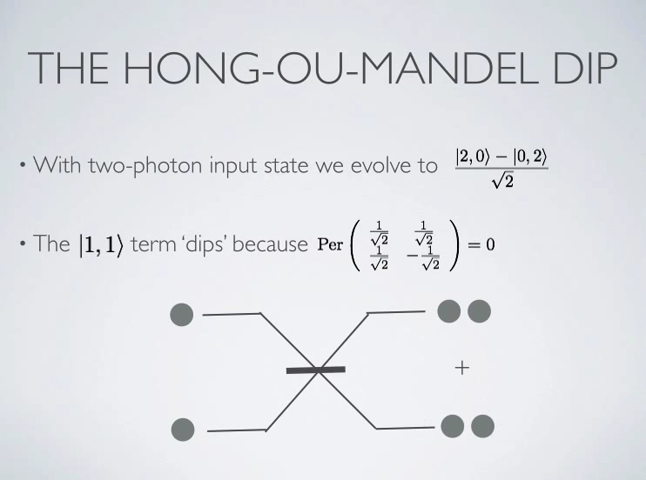 THE HONG-OU-MANDEL DIP
• With two-photon input state we evolve to |2,0⟩ − |0,2⟩ / √2
• The |1,1⟩ term ‘dips’ because Per ( 1/√2 1/√2 ; 1/√2 −1/√2 ) = 0
+